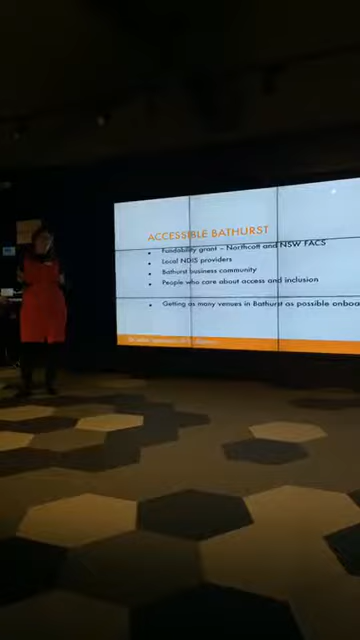 ACCESSIBLE BATHURST
• Fundability grant – Northcott and NSW FACS
• Local NDIS providers
• Bathurst business community
• People who care about access and inclusion
• Getting as many venues in Bathurst as possible onboa